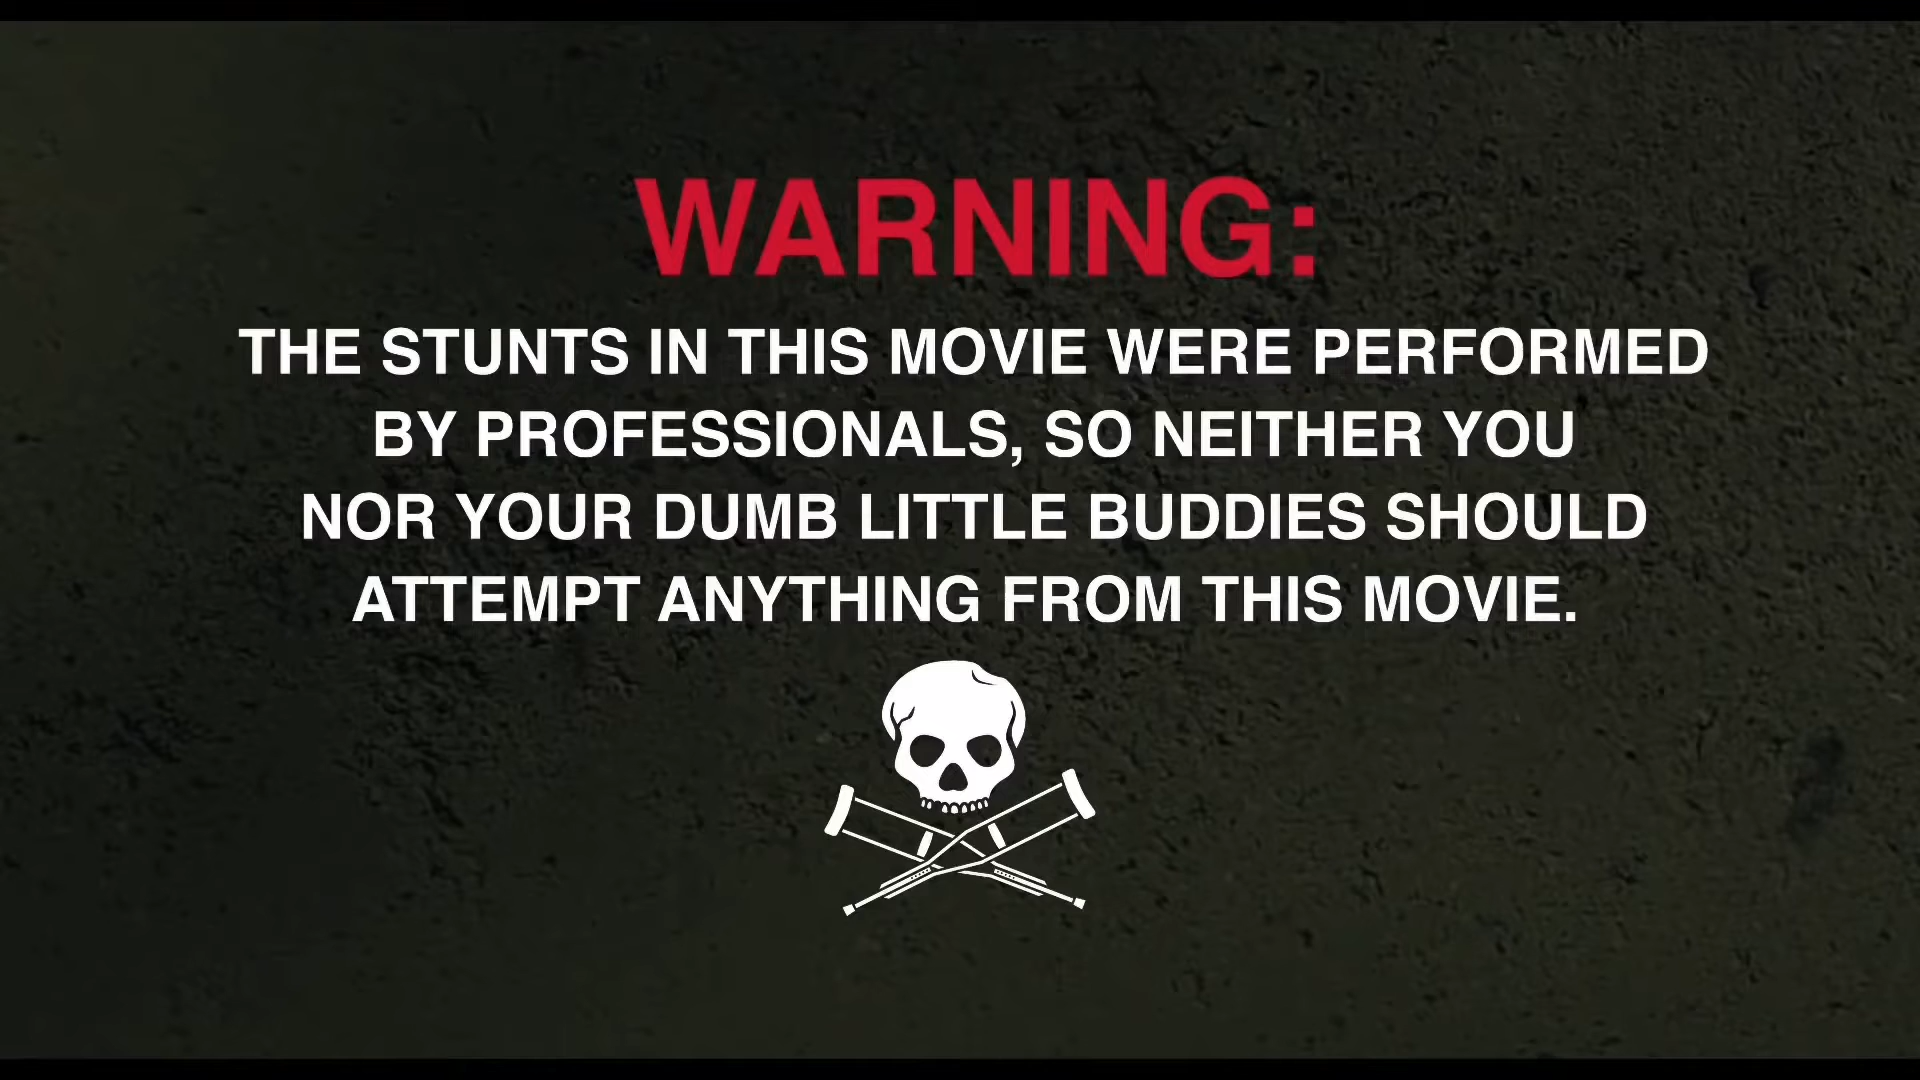 WARNING:
THE STUNTS IN THIS MOVIE WERE PERFORMED
BY PROFESSIONALS, SO NEITHER YOU
NOR YOUR DUMB LITTLE BUDDIES SHOULD
ATTEMPT ANYTHING FROM THIS MOVIE.